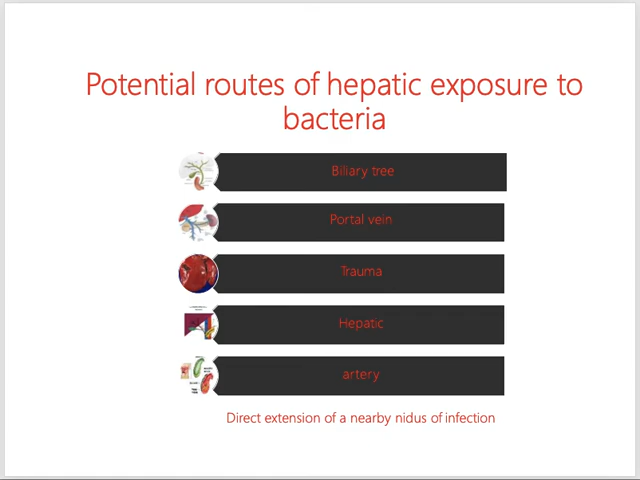 Potential routes of hepatic exposure to
bacteria
Biliary tree
Portal vein
Trauma
Hepatic
artery
Direct extension of a nearby nidus of infection